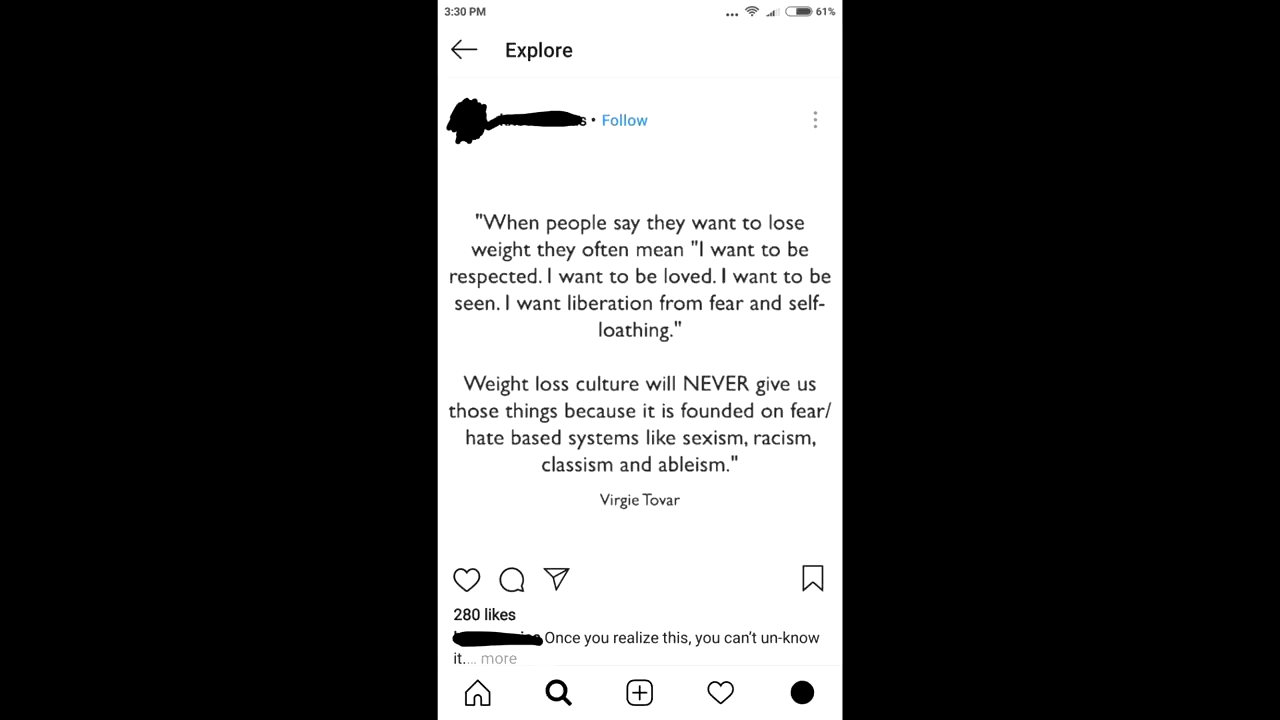 3:30 PM
61%
Explore
• Follow
"When people say they want to lose
weight they often mean "I want to be
respected. I want to be loved. I want to be
seen. I want liberation from fear and self-
loathing."
Weight loss culture will NEVER give us
those things because it is founded on fear/
hate based systems like sexism, racism,
classism and ableism."
Virgie Tovar
280 likes
Once you realize this, you can't un-know
it.... more